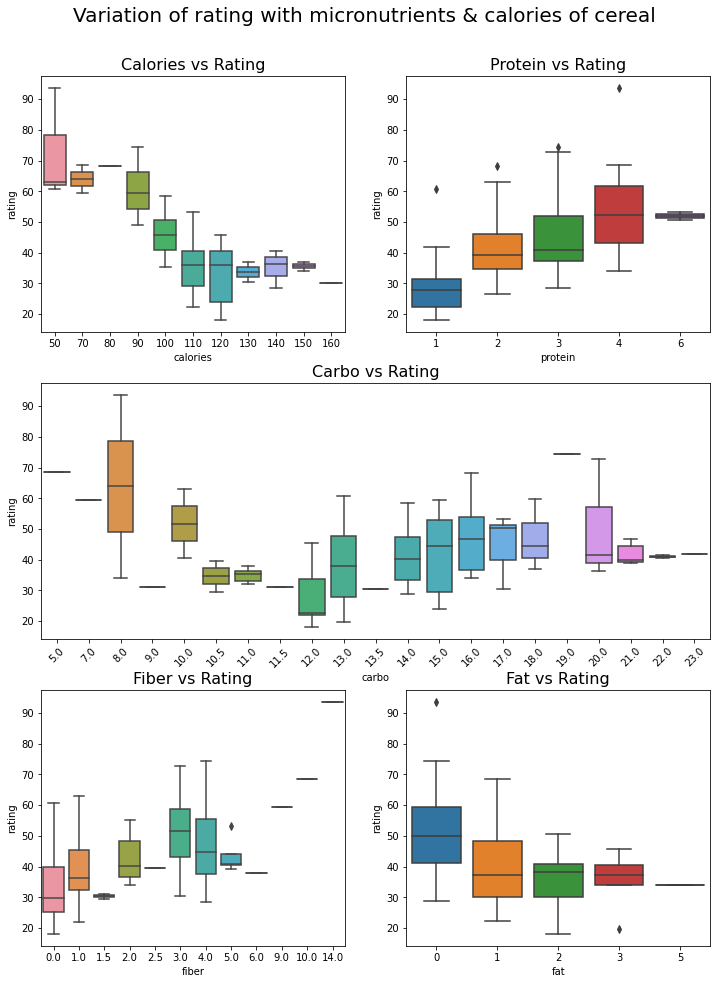 Variation of rating with micronutrients & calories of cereal
Calories vs Rating
90
80
70
60
50
40
30
20
rating
50 70 80 90 100 110 120 130 140 150 160
calories
Protein vs Rating
90
80
70
60
50
40
30
20
rating
1 2 3 4 6
protein
Carbo vs Rating
90
80
70
60
50
40
30
20
rating
5.0 7.0 8.0 9.0 10.0 10.5 11.0 11.5 12.0 13.0 13.5 14.0 15.0 16.0 17.0 18.0 19.0 20.0 21.0 22.0 23.0
carbo
Fiber vs Rating
90
80
70
60
50
40
30
20
rating
0.0 1.0 1.5 2.0 2.5 3.0 4.0 5.0 6.0 9.0 10.0 14.0
fiber
Fat vs Rating
90
80
70
60
50
40
30
20
rating
0 1 2 3 5
fat